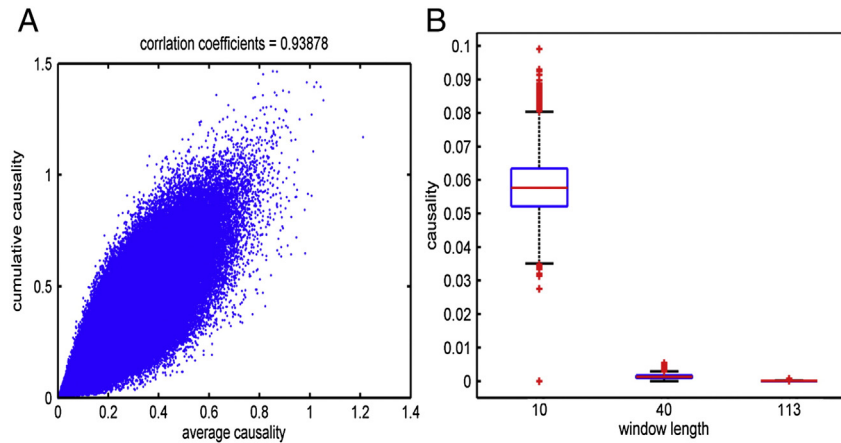 A
corrlation coefficients = 0.93878
cumulative causality
1.5
1
0.5
0
0 0.2 0.4 0.6 0.8 1 1.2 1.4
average causality
B
causality
0.1
0.09
0.08
0.07
0.06
0.05
0.04
0.03
0.02
0.01
0
10 40 113
window length